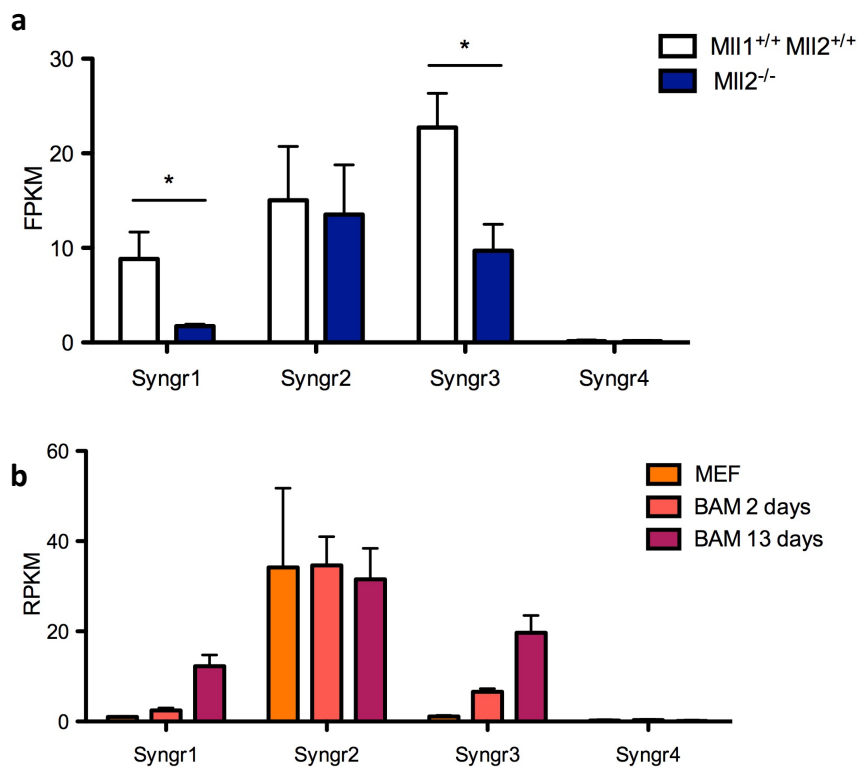 a
30
20
10
0
FPKM
*
*
Mll1+/+ Mll2+/+
Mll2-/-
Syngr1 Syngr2 Syngr3 Syngr4
b
60
40
20
0
RPKM
MEF
BAM 2 days
BAM 13 days
Syngr1 Syngr2 Syngr3 Syngr4